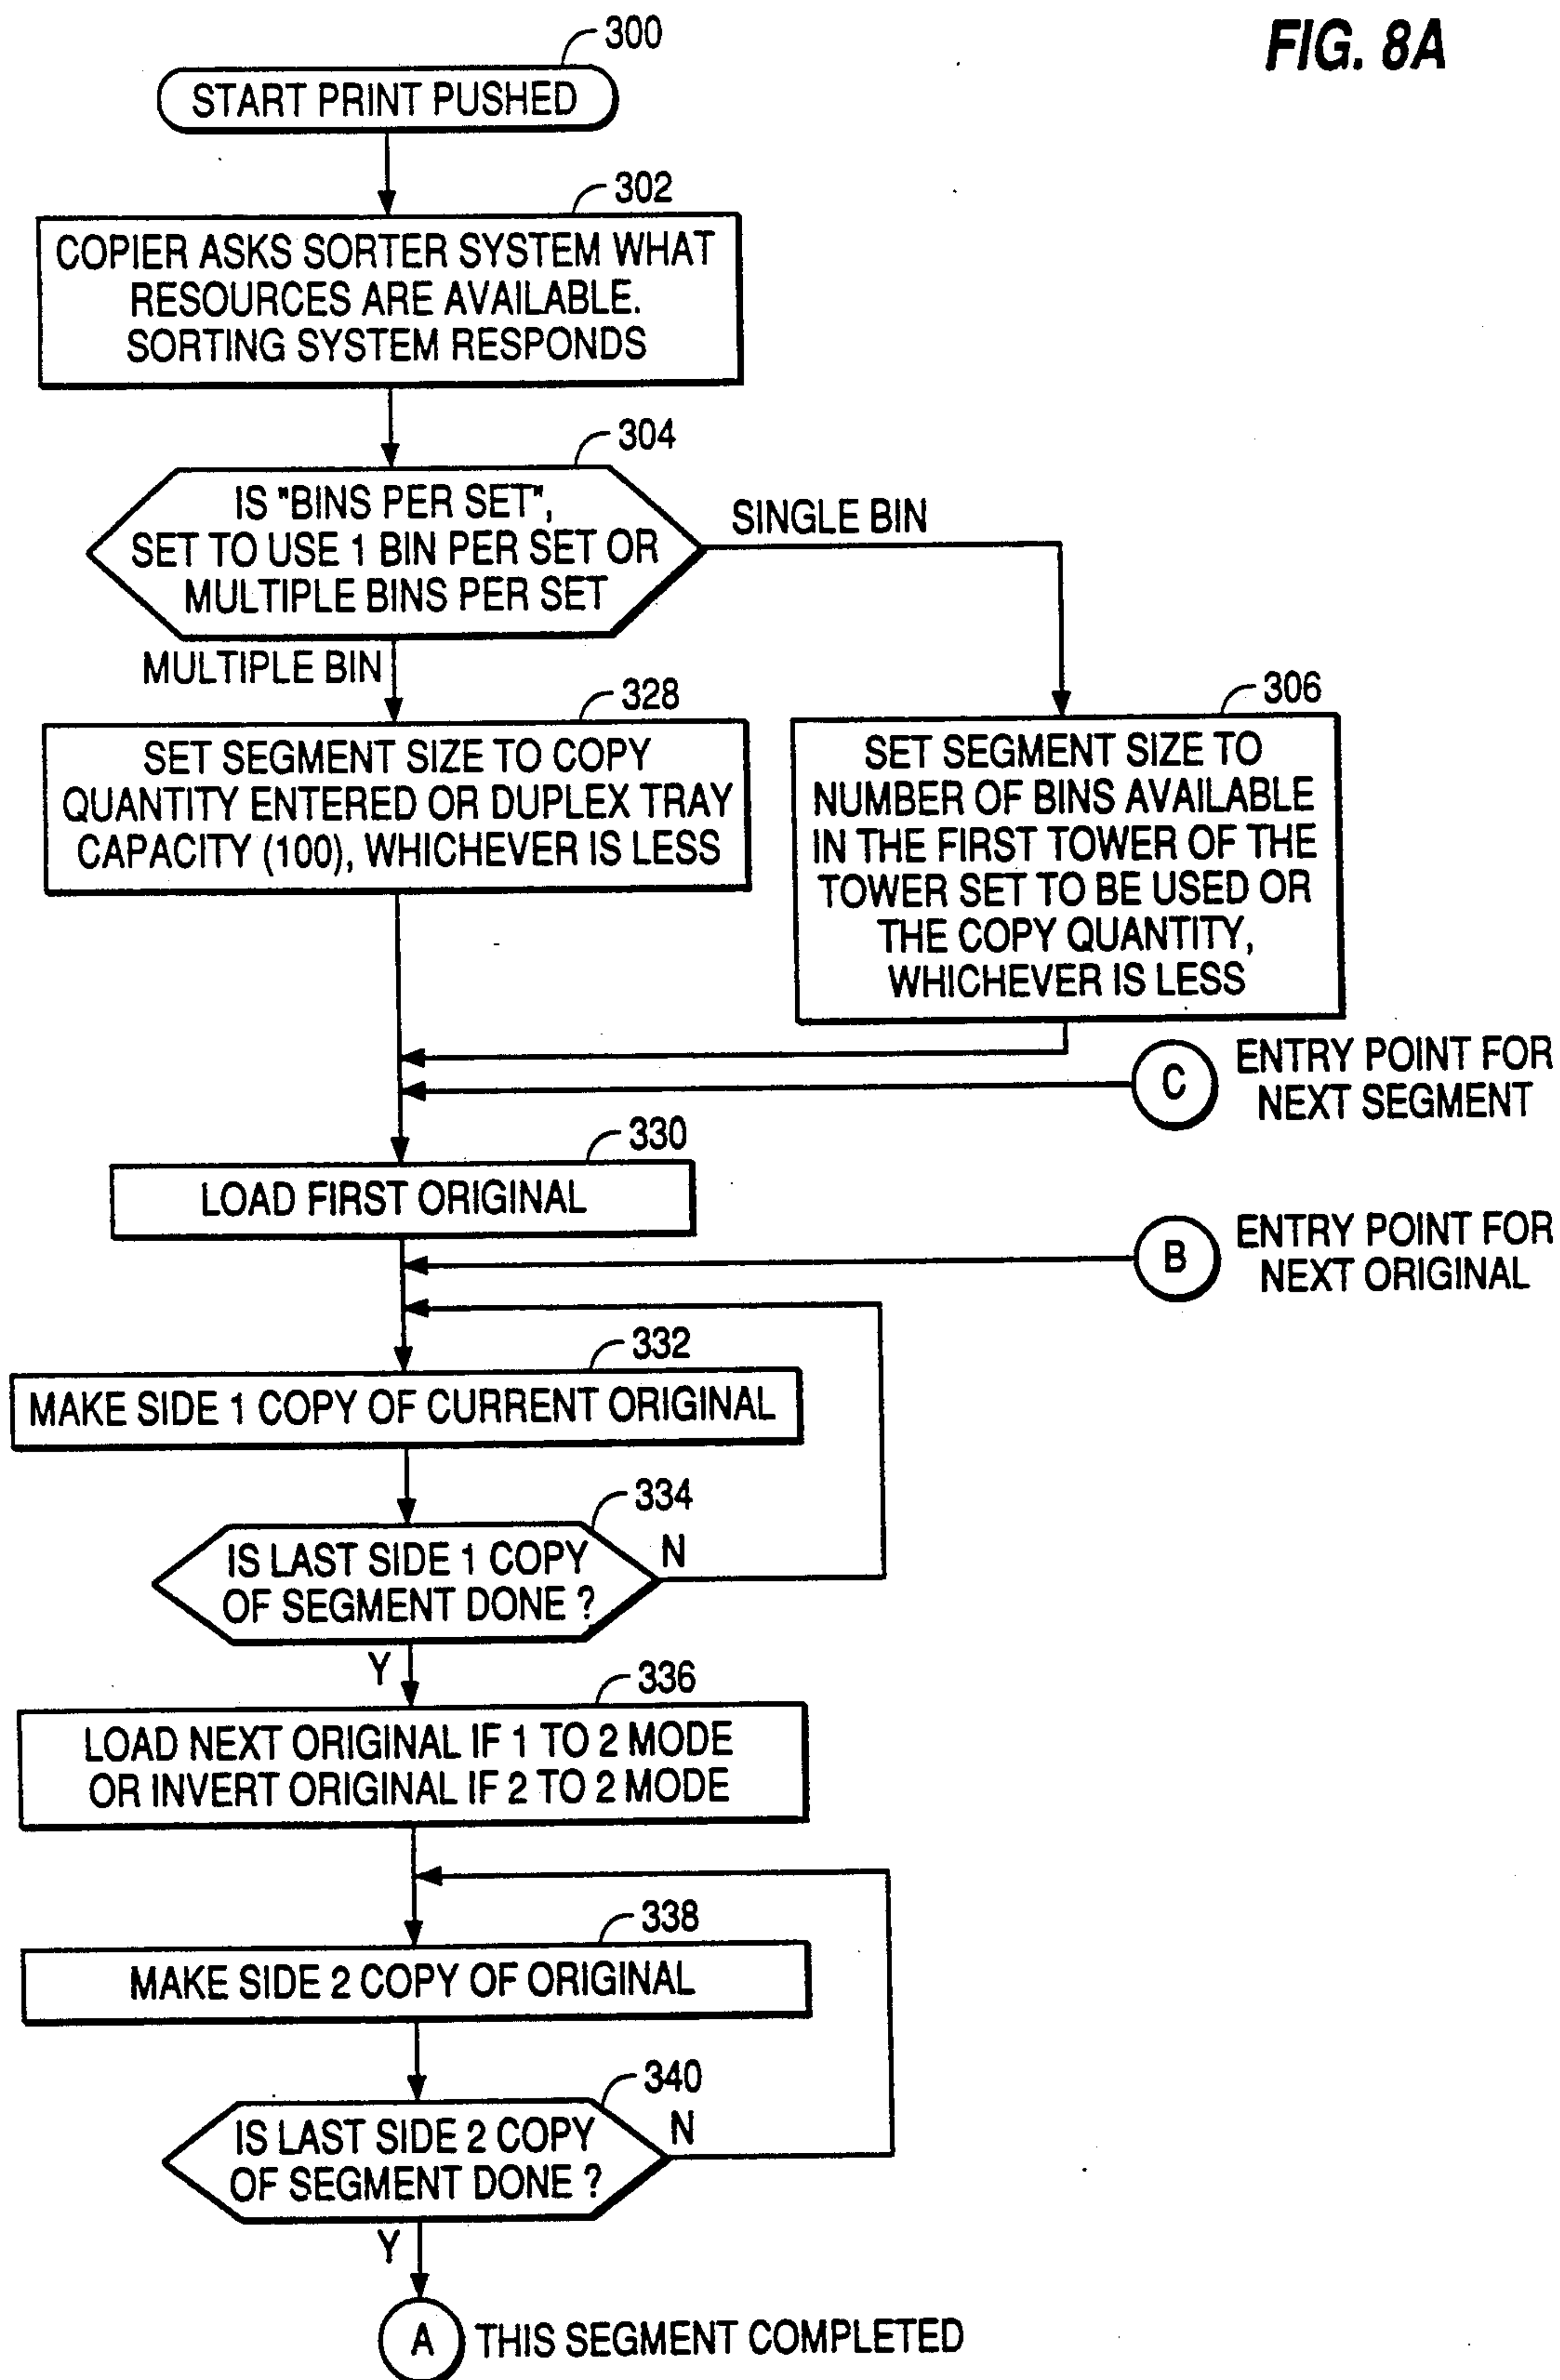 FIG. 8A
300
START PRINT PUSHED
302
COPIER ASKS SORTER SYSTEM WHAT
RESOURCES ARE AVAILABLE.
SORTING SYSTEM RESPONDS
304
IS "BINS PER SET",
SET TO USE 1 BIN PER SET OR
MULTIPLE BINS PER SET
SINGLE BIN
MULTIPLE BIN
328
SET SEGMENT SIZE TO COPY
QUANTITY ENTERED OR DUPLEX TRAY
CAPACITY (100), WHICHEVER IS LESS
306
SET SEGMENT SIZE TO
NUMBER OF BINS AVAILABLE
IN THE FIRST TOWER OF THE
TOWER SET TO BE USED OR
THE COPY QUANTITY,
WHICHEVER IS LESS
C
ENTRY POINT FOR
NEXT SEGMENT
330
LOAD FIRST ORIGINAL
B
ENTRY POINT FOR
NEXT ORIGINAL
332
MAKE SIDE 1 COPY OF CURRENT ORIGINAL
334
IS LAST SIDE 1 COPY
OF SEGMENT DONE ?
N
Y
336
LOAD NEXT ORIGINAL IF 1 TO 2 MODE
OR INVERT ORIGINAL IF 2 TO 2 MODE
338
MAKE SIDE 2 COPY OF ORIGINAL
340
IS LAST SIDE 2 COPY
OF SEGMENT DONE ?
N
Y
A
THIS SEGMENT COMPLETED